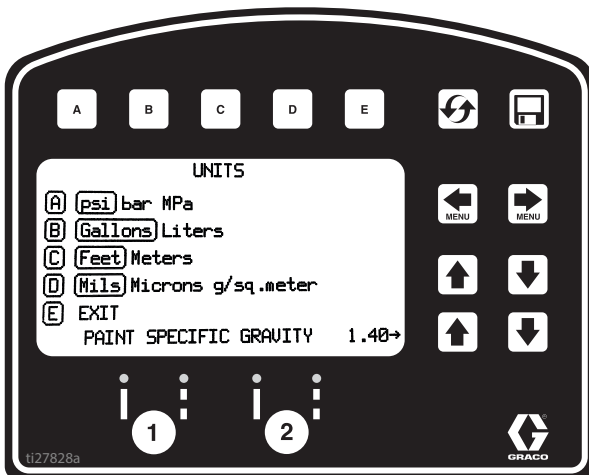 A B C D E
UNITS
A psi bar MPa
MENU MENU
B Gallons Liters
C Feet Meters
D Mils Microns g/sq.meter
E EXIT
PAINT SPECIFIC GRAVITY 1.40→
1 2
ti27828a
GRACO